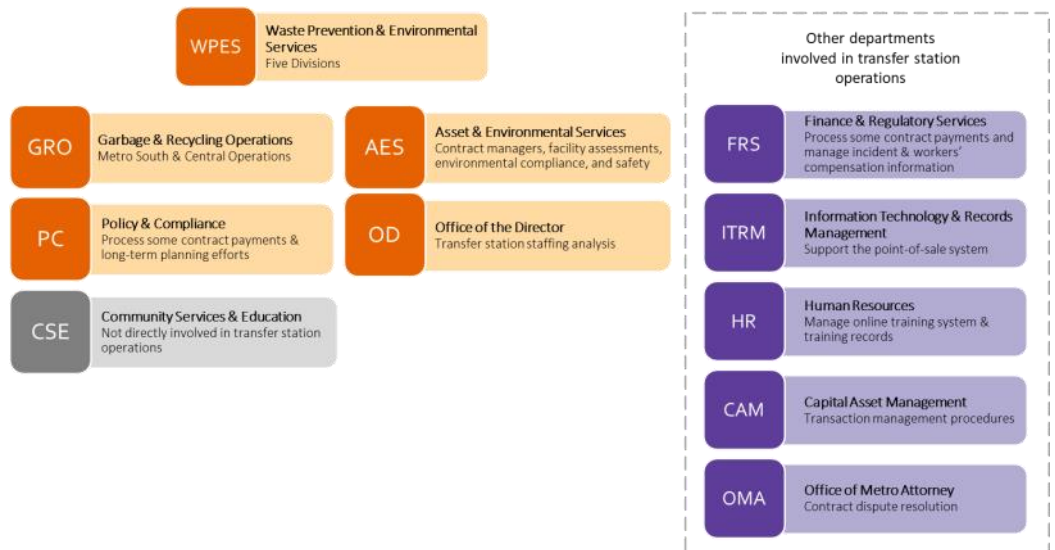 WPES
Waste Prevention & Environmental
Services
Five Divisions
GRO
Garbage & Recycling Operations
Metro South & Central Operations
AES
Asset & Environmental Services
Contract managers, facility assessments,
environmental compliance, and safety
PC
Policy & Compliance
Process some contract payments &
long-term planning efforts
OD
Office of the Director
Transfer station staffing analysis
CSE
Community Services & Education
Not directly involved in transfer station
operations
Other departments
involved in transfer station
operations
FRS
Finance & Regulatory Services
Process some contract payments and
manage incident & workers'
compensation information
ITRM
Information Technology & Records
Management
Support the point-of-sale system
HR
Human Resources
Manage online training system &
training records
CAM
Capital Asset Management
Transaction management procedures
OMA
Office of Metro Attorney
Contract dispute resolution